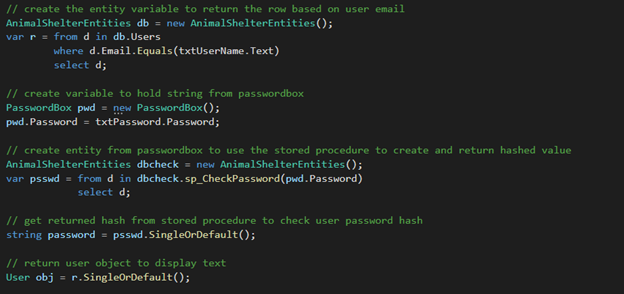 // create the entity variable to return the row based on user email
AnimalShelterEntities db = new AnimalShelterEntities();
var r = from d in db.Users
        where d.Email.Equals(txtUserName.Text)
        select d;

// create variable to hold string from passwordbox
PasswordBox pwd = new PasswordBox();
pwd.Password = txtPassword.Password;

// create entity from passwordbox to use the stored procedure to create and return hashed value
AnimalShelterEntities dbcheck = new AnimalShelterEntities();
var psswd = from d in dbcheck.sp_CheckPassword(pwd.Password)
            select d;

// get returned hash from stored procedure to check user password hash
string password = psswd.SingleOrDefault();

// return user object to display text
User obj = r.SingleOrDefault();